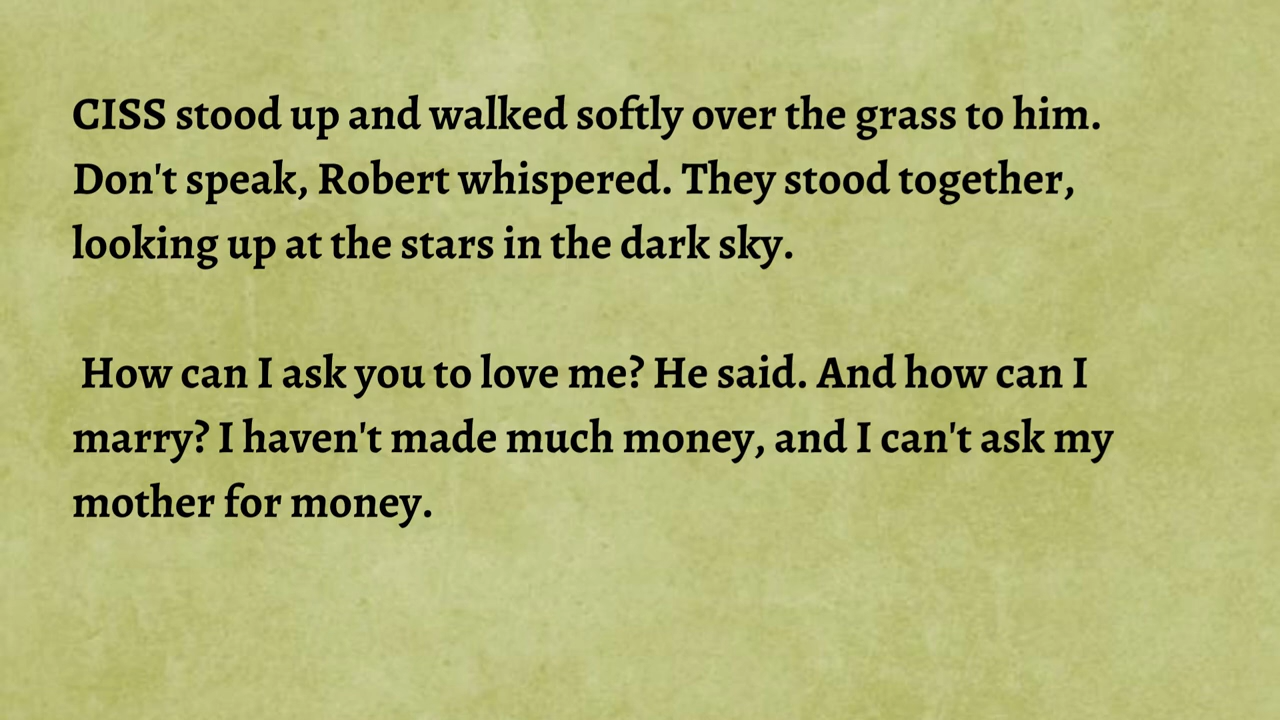 CISS stood up and walked softly over the grass to him.
Don't speak, Robert whispered. They stood together,
looking up at the stars in the dark sky.
How can I ask you to love me? He said. And how can I
marry? I haven't made much money, and I can't ask my
mother for money.